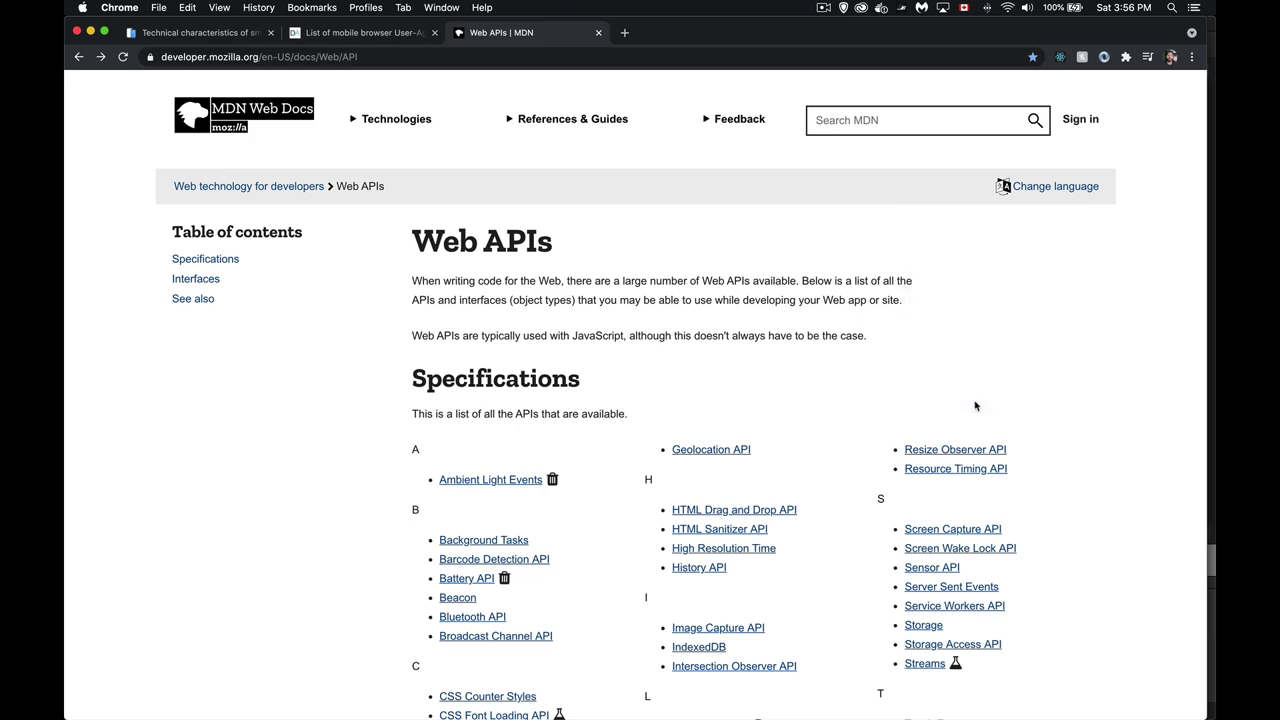 Chrome File Edit View History Bookmarks Profiles Tab Window Help 100% Sat 3:56 PM
Technical characteristics of sm List of mobile browser User-Ag Web APIs | MDN
developer.mozilla.org/en-US/docs/Web/API
MDN Web Docs
moz://a
Technologies References & Guides Feedback Search MDN Sign in
Web technology for developers Web APIs Change language
Table of contents
Specifications
Interfaces
See also
Web APIs
When writing code for the Web, there are a large number of Web APIs available. Below is a list of all the
APIs and interfaces (object types) that you may be able to use while developing your Web app or site.
Web APIs are typically used with JavaScript, although this doesn't always have to be the case.
Specifications
This is a list of all the APIs that are available.
A
Ambient Light Events
B
Background Tasks
Barcode Detection API
Battery API
Beacon
Bluetooth API
Broadcast Channel API
C
CSS Counter Styles
CSS Font Loading API
Geolocation API
H
HTML Drag and Drop API
HTML Sanitizer API
High Resolution Time
History API
I
Image Capture API
IndexedDB
Intersection Observer API
L
Resize Observer API
Resource Timing API
S
Screen Capture API
Screen Wake Lock API
Sensor API
Server Sent Events
Service Workers API
Storage
Storage Access API
Streams
T